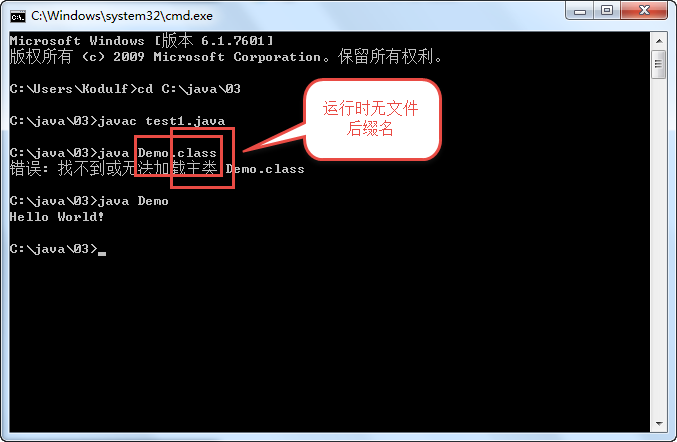 C:\Windows\system32\cmd.exe
Microsoft Windows [版本 6.1.7601]
版权所有 (c) 2009 Microsoft Corporation。保留所有权利。
C:\Users\Kodulf>cd C:\java\03
C:\java\03>javac test1.java
C:\java\03>java Demo.class
错误: 找不到或无法加载主类 Demo.class
C:\java\03>java Demo
Hello World!
C:\java\03>_
运行时无文件
后缀名